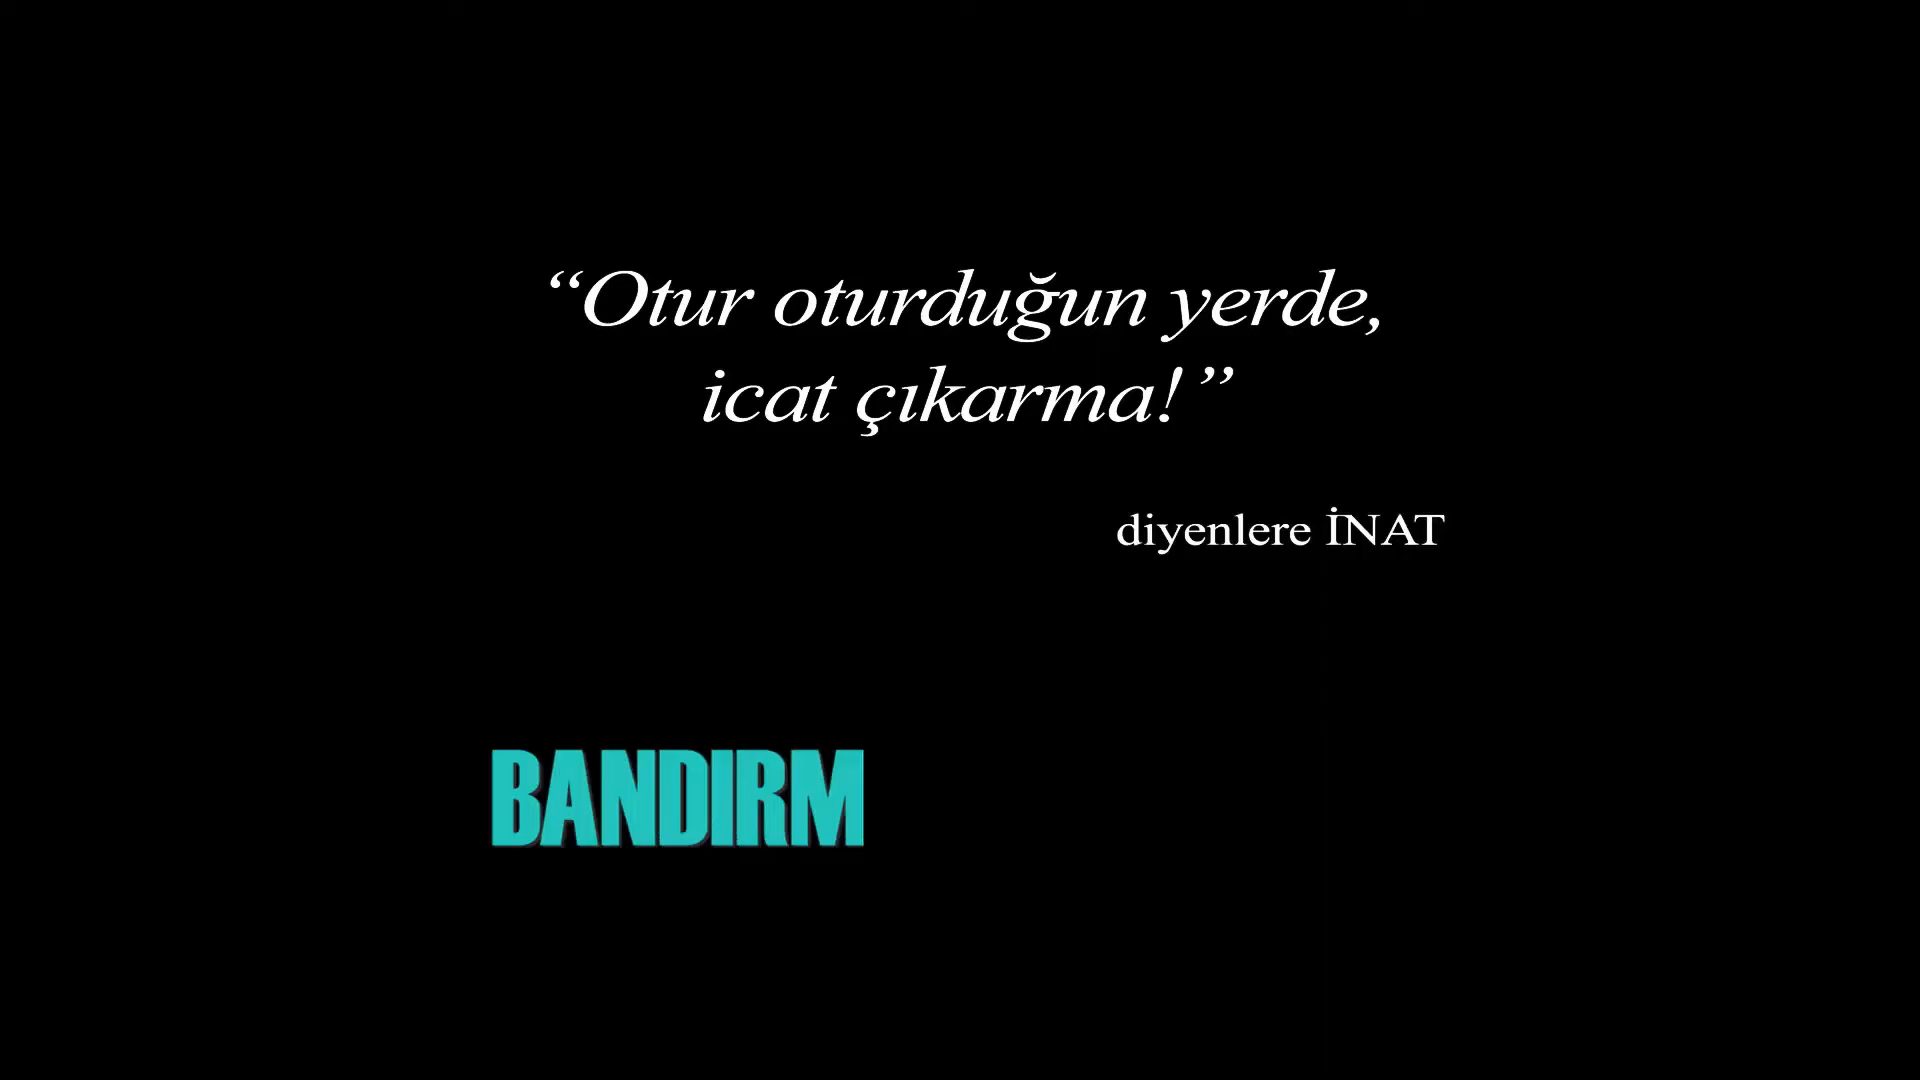 “Otur oturduğun yerde,
icat çıkarma!”
diyenlere İNAT
BANDIRM